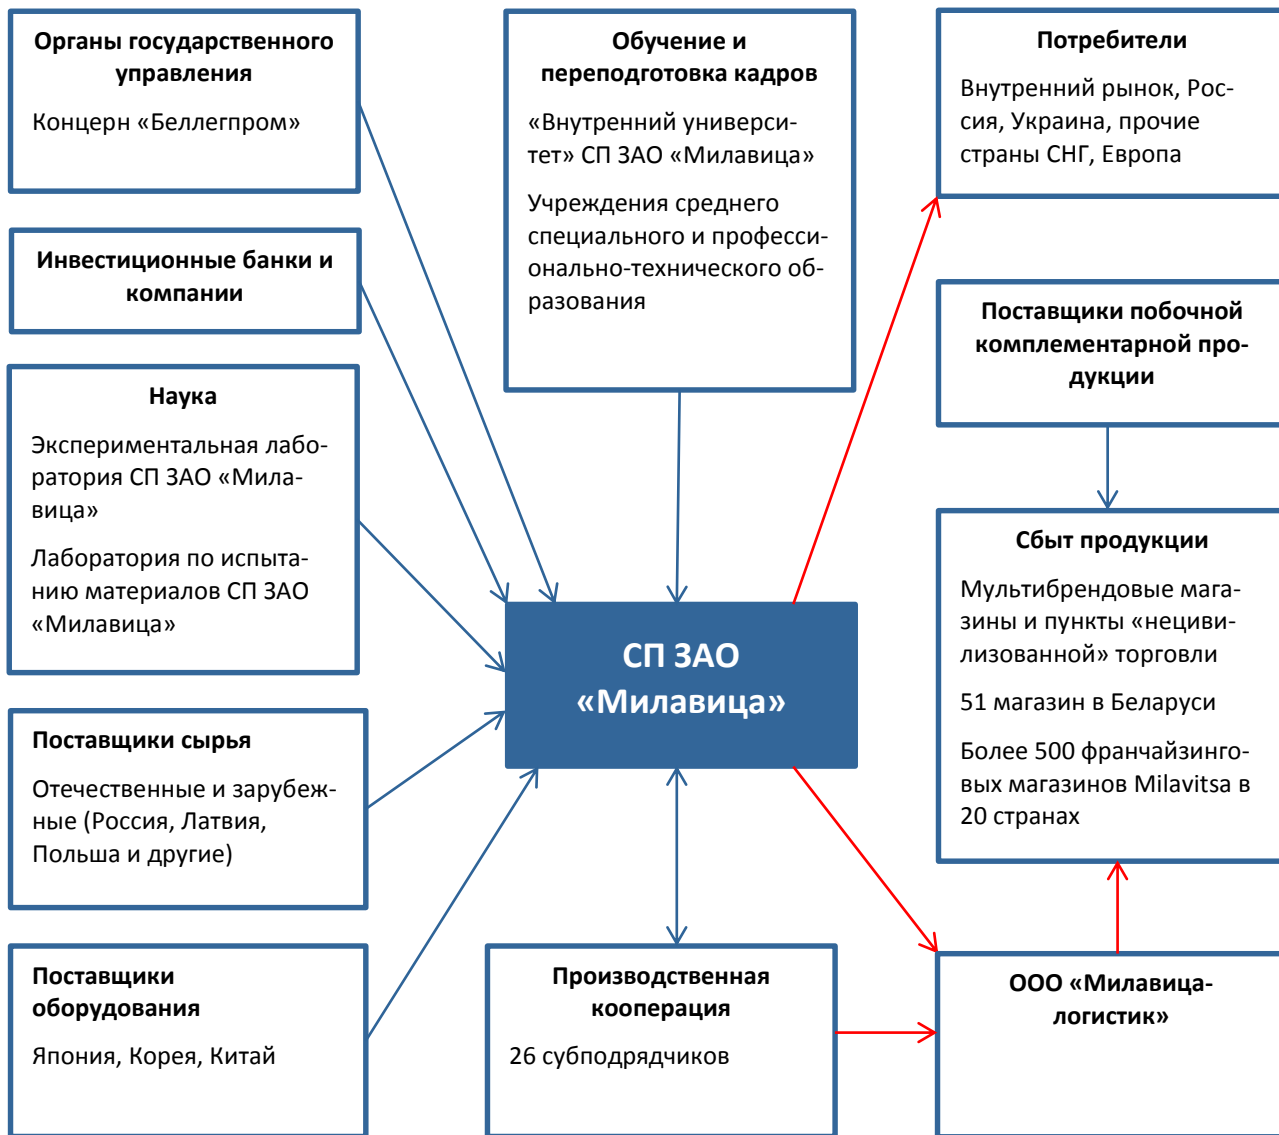 Органы государственного
управления
Концерн «Беллегпром»
Инвестиционные банки и
компании
Наука
Экспериментальная лабо-
ратория СП ЗАО «Мила-
вица»
Лаборатория по испыта-
нию материалов СП ЗАО
«Милавица»
Поставщики сырья
Отечественные и зарубеж-
ные (Россия, Латвия,
Польша и другие)
Поставщики
оборудования
Япония, Корея, Китай
Обучение и
переподготовка кадров
«Внутренний универси-
тет» СП ЗАО «Милавица»
Учреждения среднего
специального и професси-
онально-технического об-
разования
СП ЗАО
«Милавица»
Производственная
кооперация
26 субподрядчиков
Потребители
Внутренний рынок, Рос-
сия, Украина, прочие
страны СНГ, Европа
Поставщики побочной
комплементарной про-
дукции
Сбыт продукции
Мультибрендовые мага-
зины и пункты «нециви-
лизованной» торговли
51 магазин в Беларуси
Более 500 франчайзинго-
вых магазинов Milavitsa в
20 странах
ООО «Милавица-
логистик»